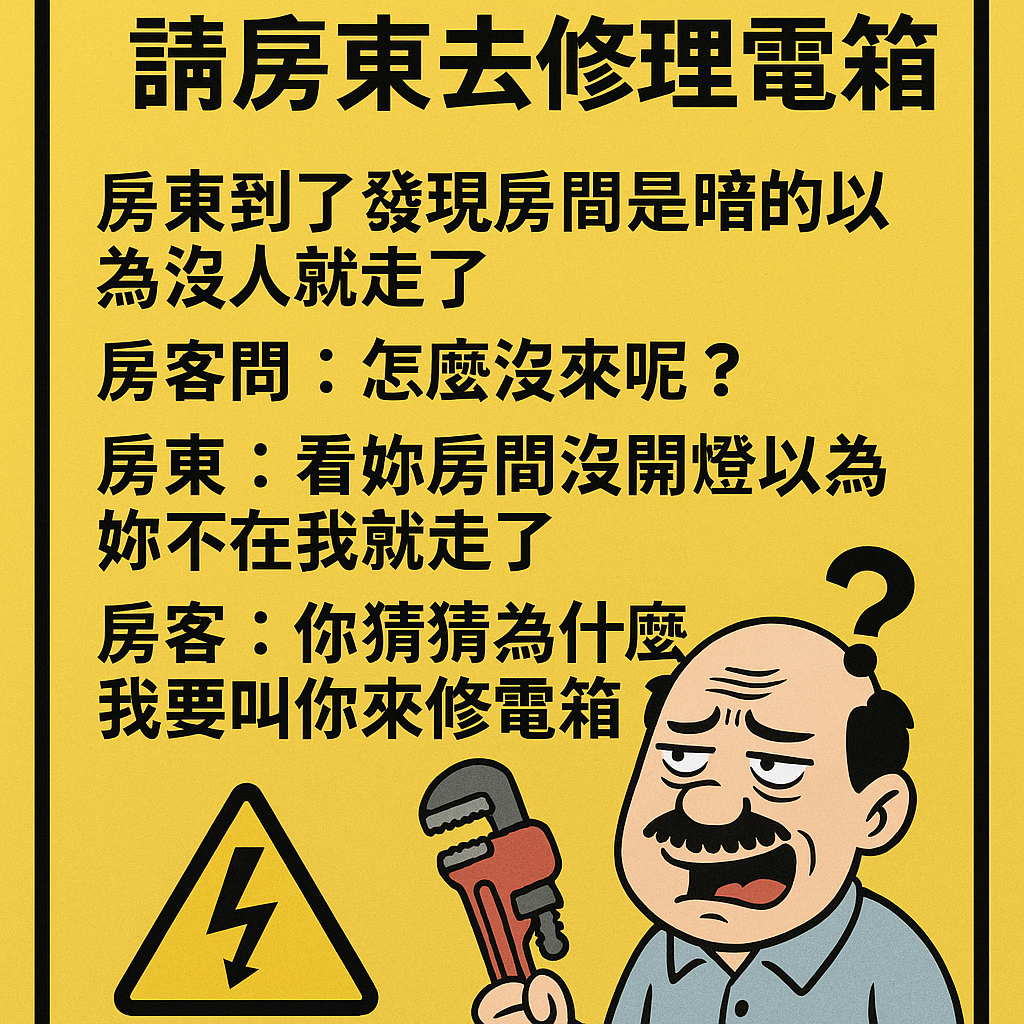 請房東去修理電箱
房東到了發現房間是暗的以
為沒人就走了
房客問：怎麼沒來呢？
房東：看妳房間沒開燈以為
妳不在我就走了
房客：你猜猜為什麼
我要叫你來修電箱
?